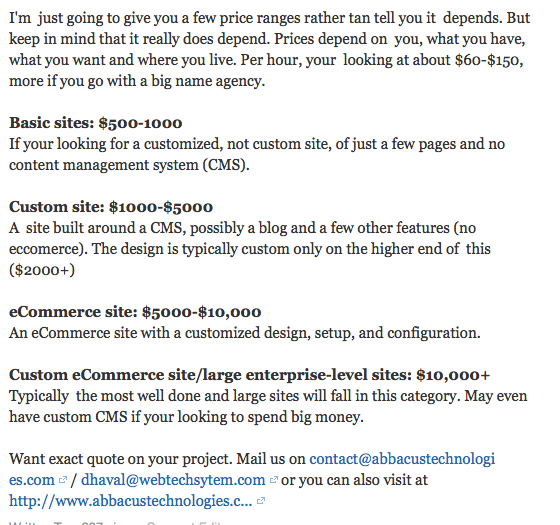 I'm just going to give you a few price ranges rather tan tell you it depends. But
keep in mind that it really does depend. Prices depend on you, what you have,
what you want and where you live. Per hour, your looking at about $60-$150,
more if you go with a big name agency.
Basic sites: $500-1000
If your looking for a customized, not custom site, of just a few pages and no
content management system (CMS).
Custom site: $1000-$5000
A site built around a CMS, possibly a blog and a few other features (no
eccomerce). The design is typically custom only on the higher end of this
($2000+)
eCommerce site: $5000-$10,000
An eCommerce site with a customized design, setup, and configuration.
Custom eCommerce site/large enterprise-level sites: $10,000+
Typically the most well done and large sites will fall in this category. May even
have custom CMS if your looking to spend big money.
Want exact quote on your project. Mail us on contact@abbacustechnologi
es.com / dhaval@webtechsytem.com or you can also visit at
http://www.abbacustechnologies.c...